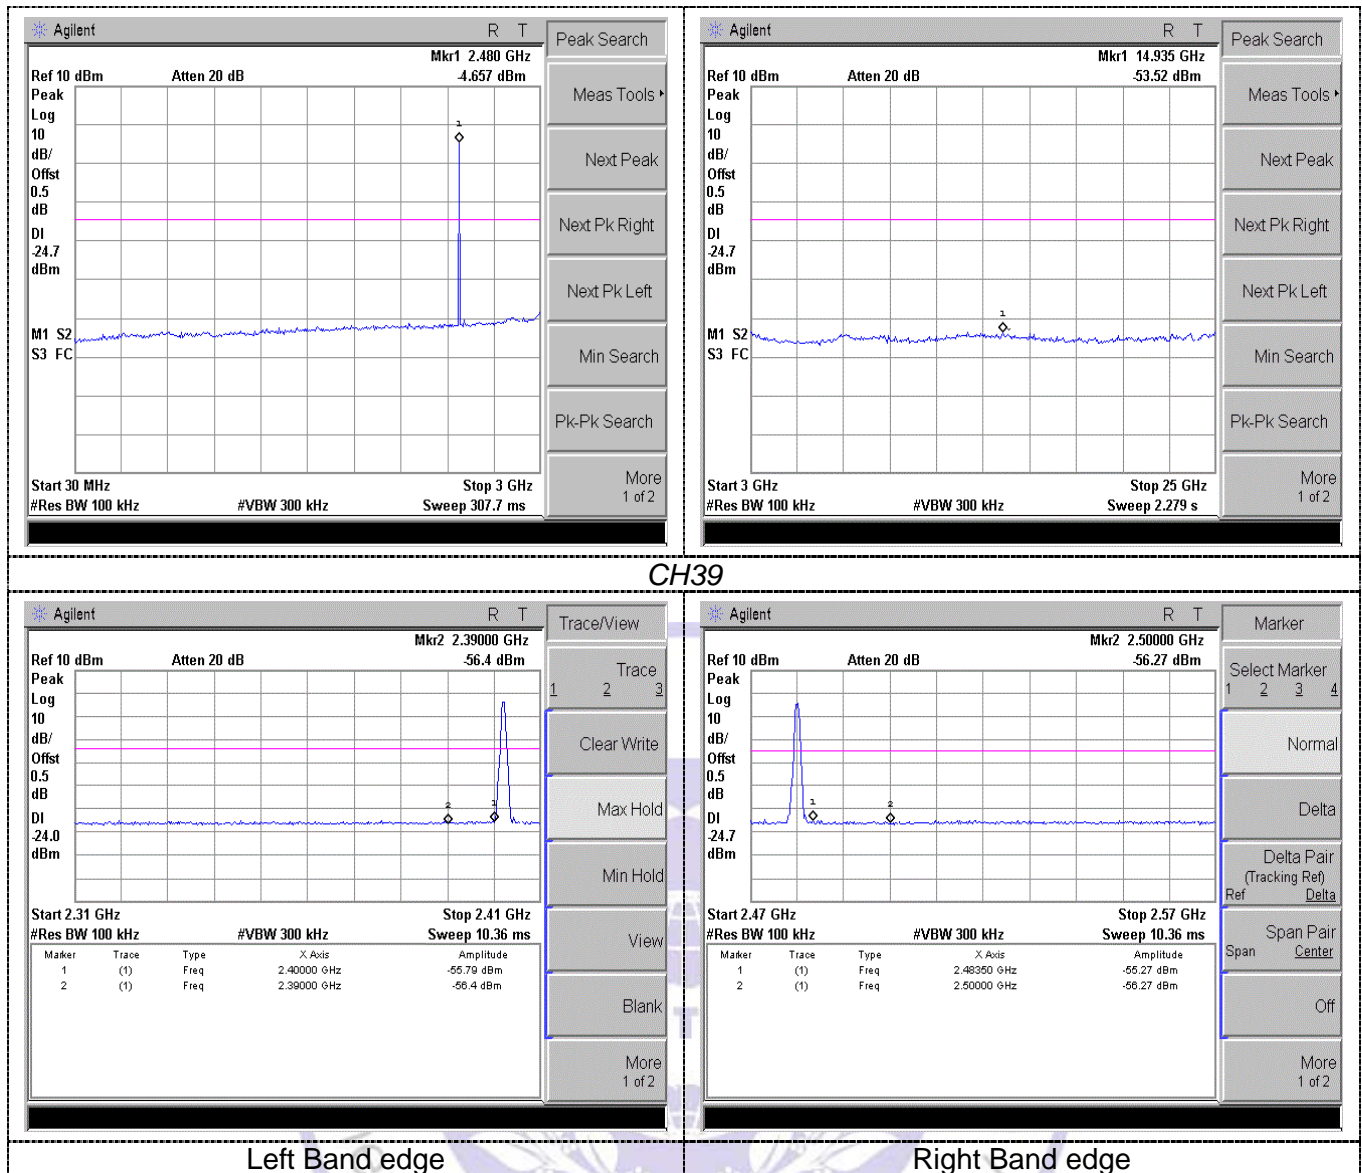 Agilent R T
Peak Search
Mkr1 2.480 GHz
Ref 10 dBm Atten 20 dB -4.657 dBm
Peak
Log
10
dB/
Offst
0.5
dB
DI
-24.7
dBm
M1 S2
S3 FC
1
Start 30 MHz Stop 3 GHz
#Res BW 100 kHz #VBW 300 kHz Sweep 307.7 ms
Meas Tools
Next Peak
Next Pk Right
Next Pk Left
Min Search
Pk-Pk Search
More
1 of 2
Agilent R T
Peak Search
Mkr1 14.935 GHz
Ref 10 dBm Atten 20 dB -53.52 dBm
Peak
Log
10
dB/
Offst
0.5
dB
DI
-24.7
dBm
M1 S2
S3 FC
1
Start 3 GHz Stop 25 GHz
#Res BW 100 kHz #VBW 300 kHz Sweep 2.279 s
Meas Tools
Next Peak
Next Pk Right
Next Pk Left
Min Search
Pk-Pk Search
More
1 of 2
CH39
Agilent R T
Trace/View
Mkr2 2.39000 GHz
Ref 10 dBm Atten 20 dB -56.4 dBm
Peak
Log
10
dB/
Offst
0.5
dB
DI
-24.0
dBm
2 1
Start 2.31 GHz Stop 2.41 GHz
#Res BW 100 kHz #VBW 300 kHz Sweep 10.36 ms
Marker Trace Type X Axis Amplitude
1 (1) Freq 2.40000 GHz -55.79 dBm
2 (1) Freq 2.39000 GHz -56.4 dBm
Trace
1 2 3
Clear Write
Max Hold
Min Hold
View
Blank
More
1 of 2
Agilent R T
Marker
Mkr2 2.50000 GHz
Ref 10 dBm Atten 20 dB -56.27 dBm
Peak
Log
10
dB/
Offst
0.5
dB
DI
-24.7
dBm
1 2
Start 2.47 GHz Stop 2.57 GHz
#Res BW 100 kHz #VBW 300 kHz Sweep 10.36 ms
Marker Trace Type X Axis Amplitude
1 (1) Freq 2.48350 GHz -55.27 dBm
2 (1) Freq 2.50000 GHz -56.27 dBm
Select Marker
1 2 3 4
Normal
Delta
Delta Pair
(Tracking Ref)
Ref Delta
Span Pair
Span Center
Off
More
1 of 2
Left Band edge Right Band edge